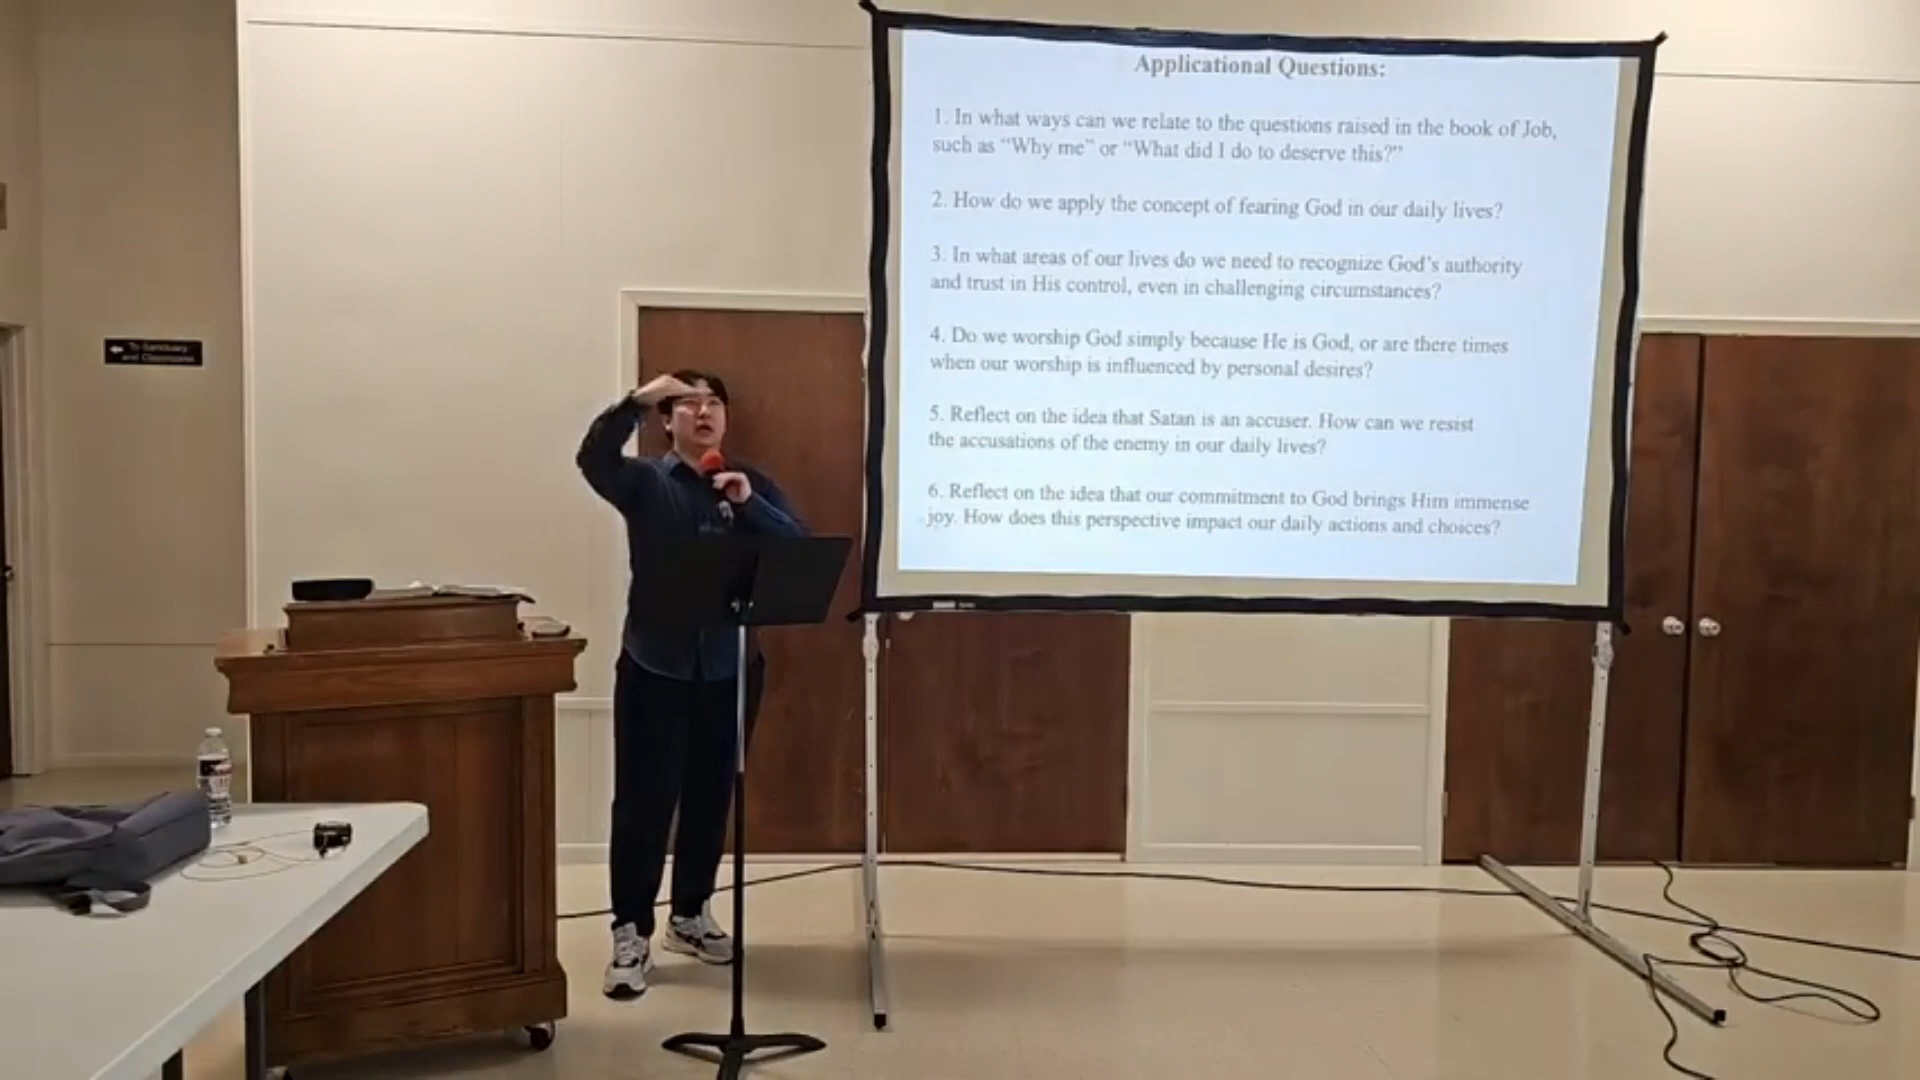 Applicational Questions:
1. In what ways can we relate to the questions raised in the book of Job,
such as “Why me” or “What did I do to deserve this?”
2. How do we apply the concept of fearing God in our daily lives?
3. In what areas of our lives do we need to recognize God’s authority
and trust in His control, even in challenging circumstances?
4. Do we worship God simply because He is God, or are there times
when our worship is influenced by personal desires?
5. Reflect on the idea that Satan is an accuser. How can we resist
the accusations of the enemy in our daily lives?
6. Reflect on the idea that our commitment to God brings Him immense
joy. How does this perspective impact our daily actions and choices?
To Sanctuary
and Classrooms